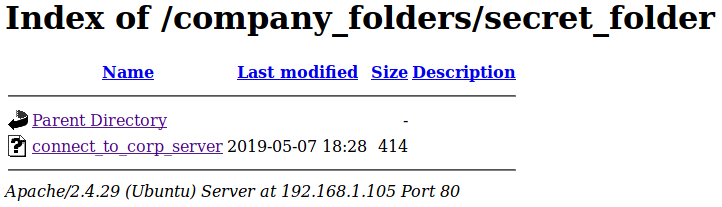 Index of /company_folders/secret_folder
Name Last modified Size Description
Parent Directory -
? connect_to_corp_server 2019-05-07 18:28 414
Apache/2.4.29 (Ubuntu) Server at 192.168.1.105 Port 80